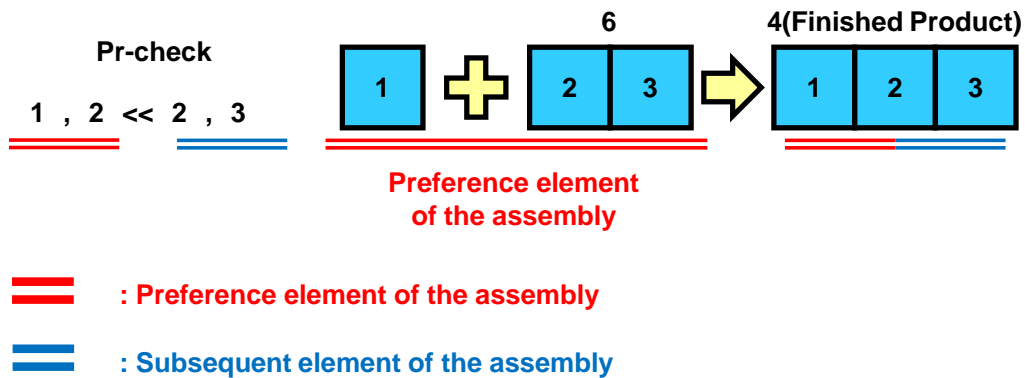 Pr-check
1 , 2 << 2 , 3
6
4(Finished Product)
1
2 3
1 2 3
Preference element
of the assembly
: Preference element of the assembly
: Subsequent element of the assembly